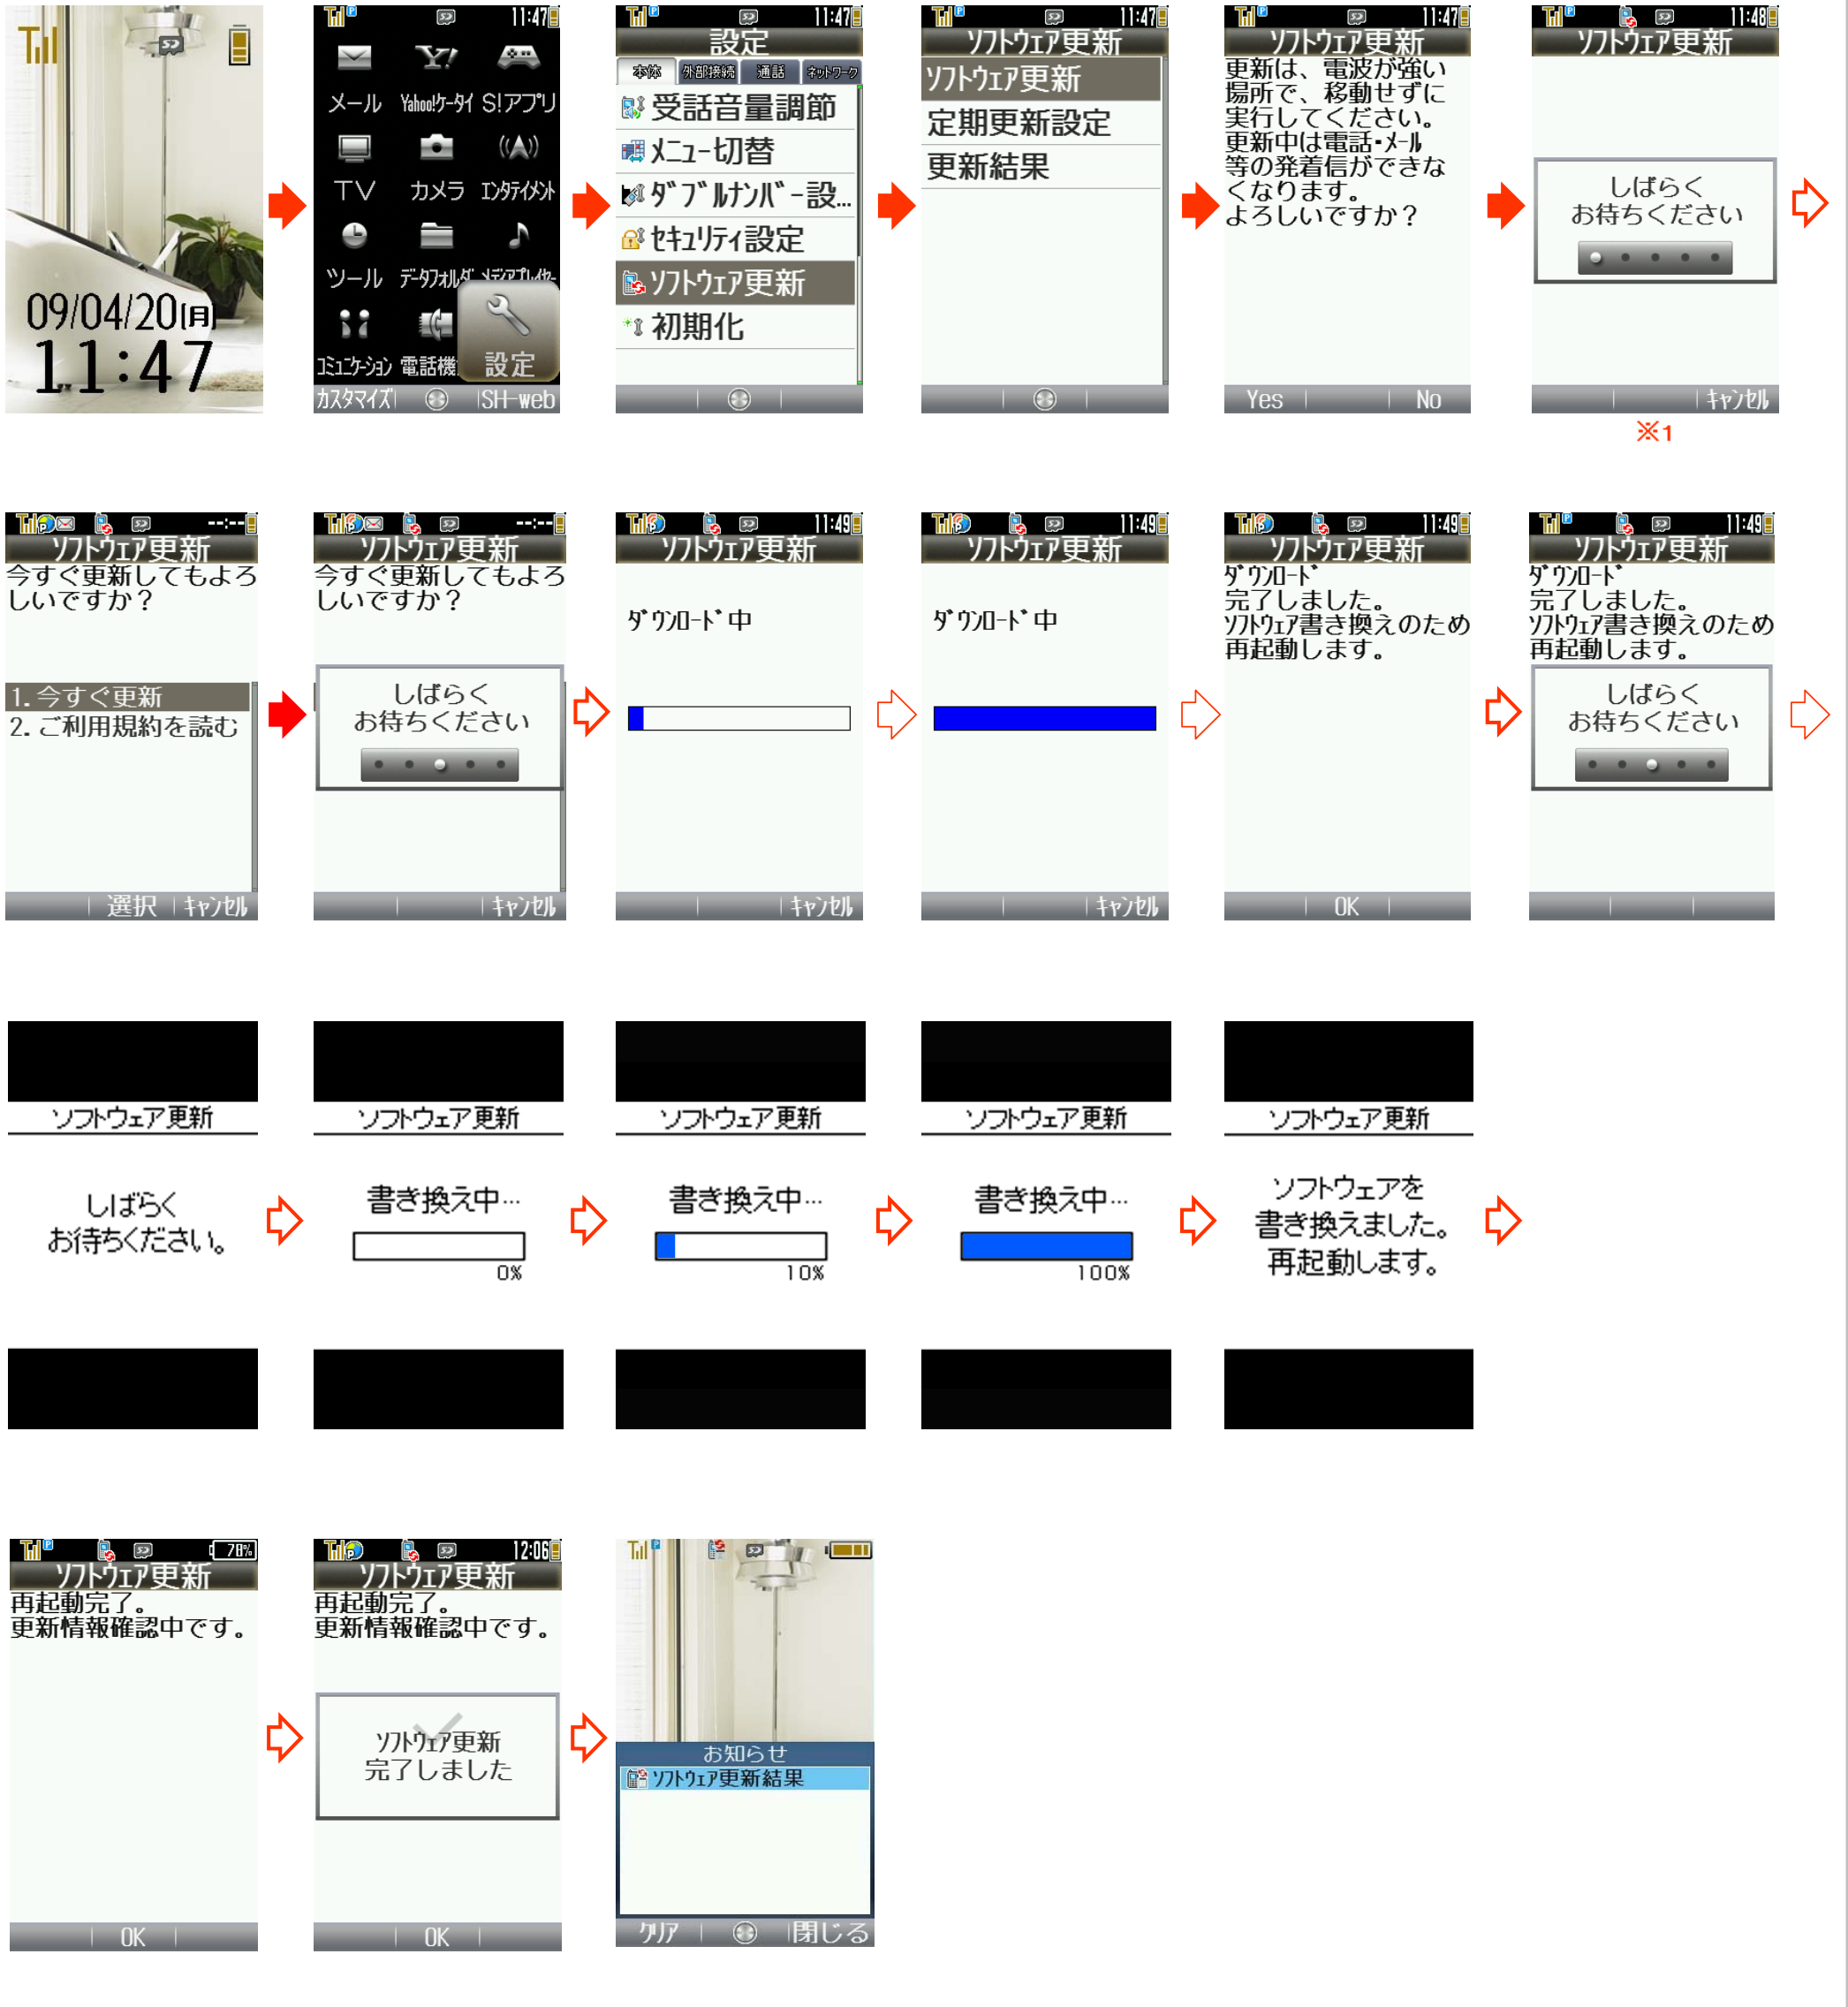 09/04/20(月)
11:47
11:47
メール Yahoo!ケータイ S!アプリ
TV カメラ エンタテイメント
ツール データフォルダ メディアプレイヤー
コミュニケーション 電話機 設定
カスタマイズ SH-web
11:47
設定
本体 外部接続 通話 ネットワーク
受話音量調節
メニュー切替
ダブルナンバー設...
セキュリティ設定
ソフトウェア更新
初期化
11:47
ソフトウェア更新
ソフトウェア更新
定期更新設定
更新結果
11:47
ソフトウェア更新
更新は、電波が強い
場所で、移動せずに
実行してください。
更新中は電話・メール
等の発着信ができな
くなります。
よろしいですか？
Yes No
11:48
ソフトウェア更新
しばらく
お待ちください
キャンセル
※1
--:--
ソフトウェア更新
今すぐ更新してもよろ
しいですか？
1.今すぐ更新
2.ご利用規約を読む
選択 キャンセル
--:--
ソフトウェア更新
今すぐ更新してもよろ
しいですか？
しばらく
お待ちください
キャンセル
11:49
ソフトウェア更新
ダウンロード中
キャンセル
11:49
ソフトウェア更新
ダウンロード中
キャンセル
11:49
ソフトウェア更新
ダウンロード
完了しました。
ソフトウェア書き換えのため
再起動します。
OK
11:49
ソフトウェア更新
ダウンロード
完了しました。
ソフトウェア書き換えのため
再起動します。
しばらく
お待ちください
ソフトウェア更新
しばらく
お待ちください。
ソフトウェア更新
書き換え中…
0%
ソフトウェア更新
書き換え中…
10%
ソフトウェア更新
書き換え中…
100%
ソフトウェア更新
ソフトウェアを
書き換えました。
再起動します。
78%
ソフトウェア更新
再起動完了。
更新情報確認中です。
OK
12:06
ソフトウェア更新
再起動完了。
更新情報確認中です。
ソフトウェア更新
完了しました
OK
お知らせ
ソフトウェア更新結果
クリア 閉じる